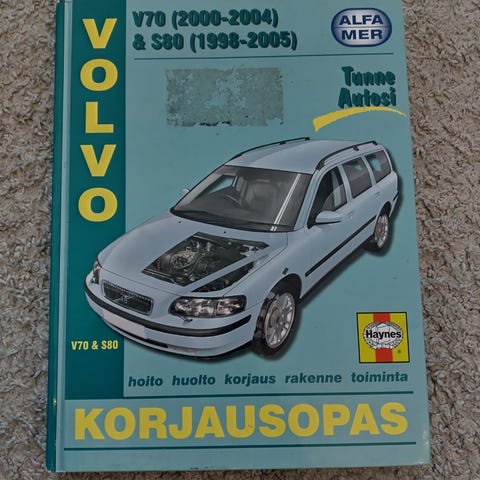 VOLVO
V70 (2000-2004)
& S80 (1998-2005)
ALFA
MER
Tunne
Autosi
V70 & S80
Haynes
hoito huolto korjaus rakenne toiminta
KORJAUSOPAS